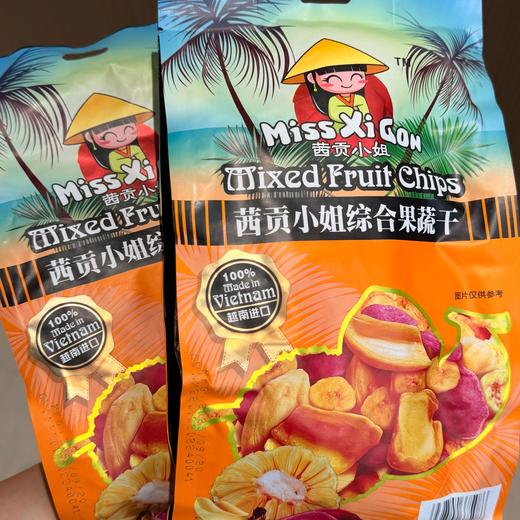 Miss Xi Gon
TM
茜贡小姐
Mixed Fruit Chips
茜贡小姐综合果蔬干
100%
Made in
Vietnam
越南进口
图片仅供参考
Miss Xi
茜贡小
Mixed Fru
茜贡小姐综
100%
Made in
Vietnam
越南进口